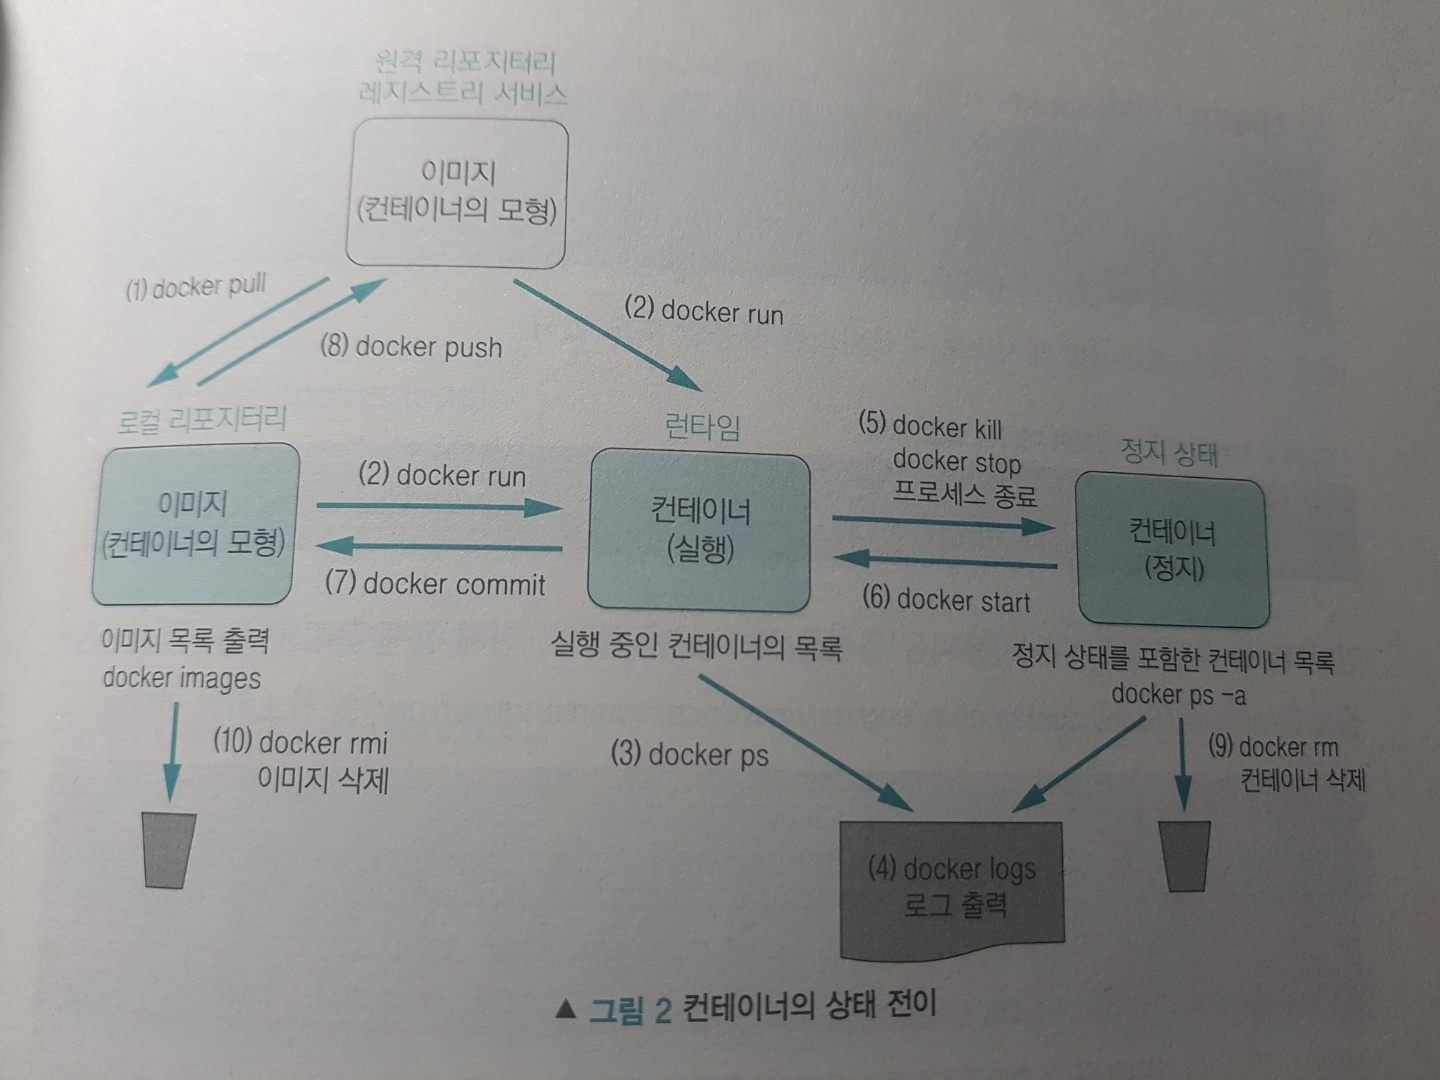 원격 리포지터리
레지스트리 서비스
이미지
(컨테이너의 모형)
(1) docker pull
(8) docker push
(2) docker run
로컬 리포지터리
이미지
(컨테이너의 모형)
(2) docker run
(7) docker commit
런타임
컨테이너
(실행)
(5) docker kill
docker stop
프로세스 종료
(6) docker start
정지 상태
컨테이너
(정지)
이미지 목록 출력
docker images
(10) docker rmi
이미지 삭제
실행 중인 컨테이너의 목록
(3) docker ps
정지 상태를 포함한 컨테이너 목록
docker ps –a
(9) docker rm
컨테이너 삭제
(4) docker logs
로그 출력
▲ 그림 2 컨테이너의 상태 전이